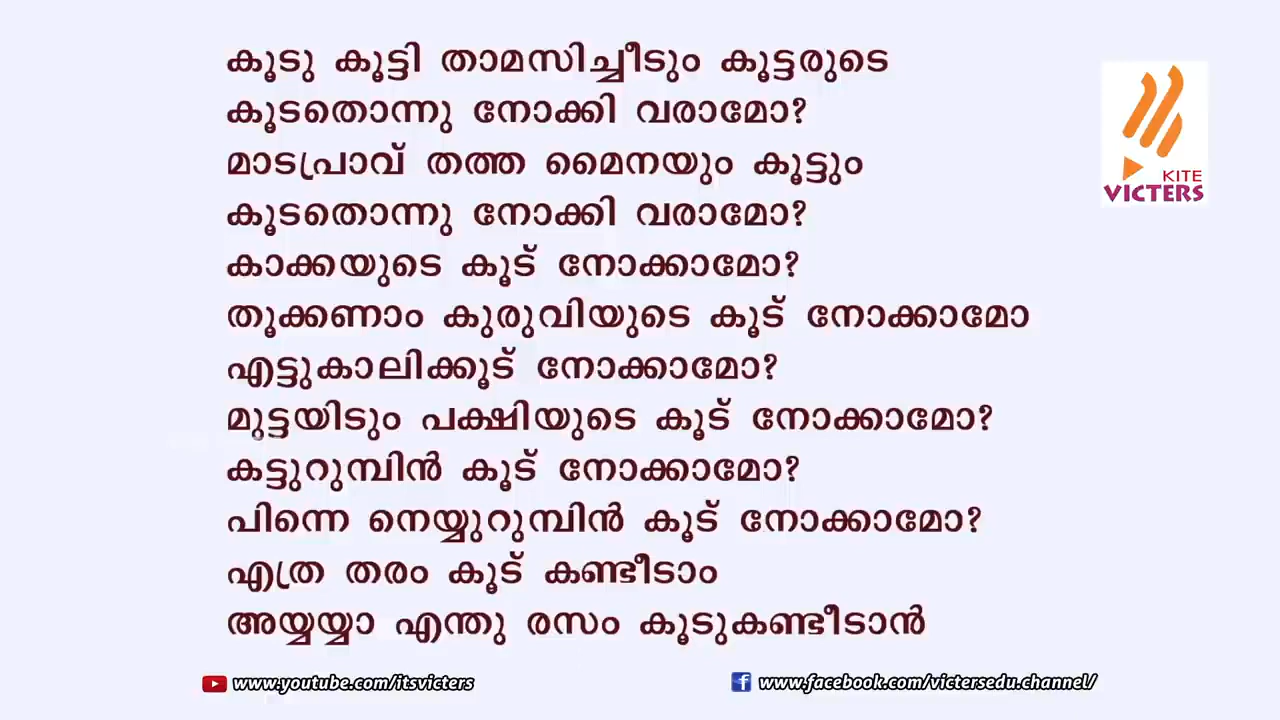 കൂടു കൂട്ടി താമസിച്ചീടും കൂട്ടരുടെ
കൂടതൊന്നു നോക്കി വരാമോ?
മാടപ്രാവ് തത്ത മൈനയും കൂട്ടും
കൂടതൊന്നു നോക്കി വരാമോ?
കാക്കയുടെ കൂട് നോക്കാമോ?
തൂക്കണാം കുരുവിയുടെ കൂട് നോക്കാമോ
എട്ടുകാലിക്കൂട് നോക്കാമോ?
മുട്ടയിടും പക്ഷിയുടെ കൂട് നോക്കാമോ?
കട്ടുറുമ്പിൻ കൂട് നോക്കാമോ?
പിന്നെ നെയ്യുറുമ്പിൻ കൂട് നോക്കാമോ?
എത്ര തരം കൂട് കണ്ടീടാം
അയ്യയ്യാ എന്തു രസം കൂടുകണ്ടീടാൻ
KITE
VICTERS
www.youtube.com/itsvicters
www.facebook.com/victersedu.channel/